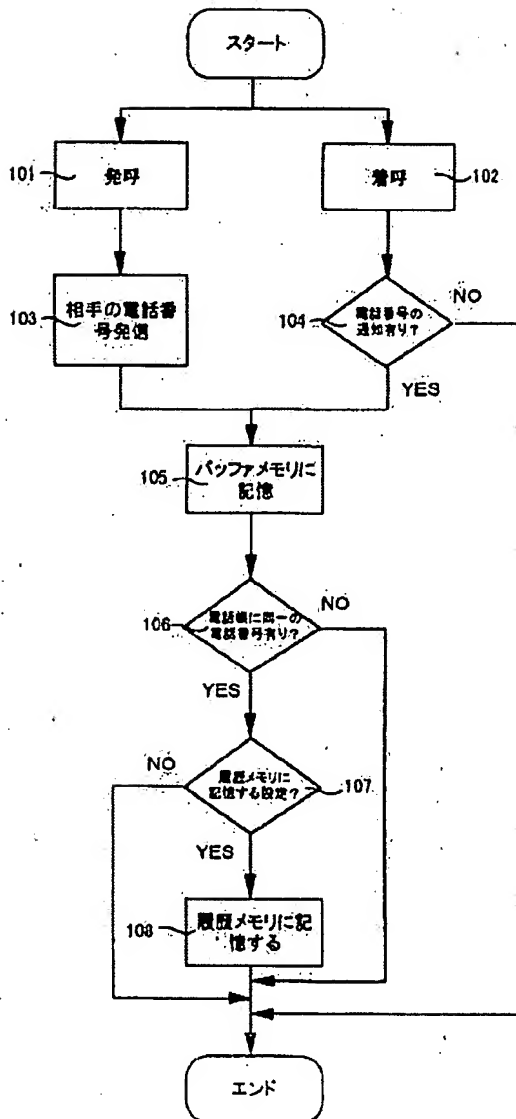 スタート
101
発呼
着呼
102
103
相手の電話番
号発信
104
電話番号の
通知有り?
NO
YES
105
バッファメモリに
記憶
106
電話帳に同一の
電話番号有り?
NO
YES
NO
履歴メモリに
記憶する設定?
107
YES
108
履歴メモリに記
憶する
エンド